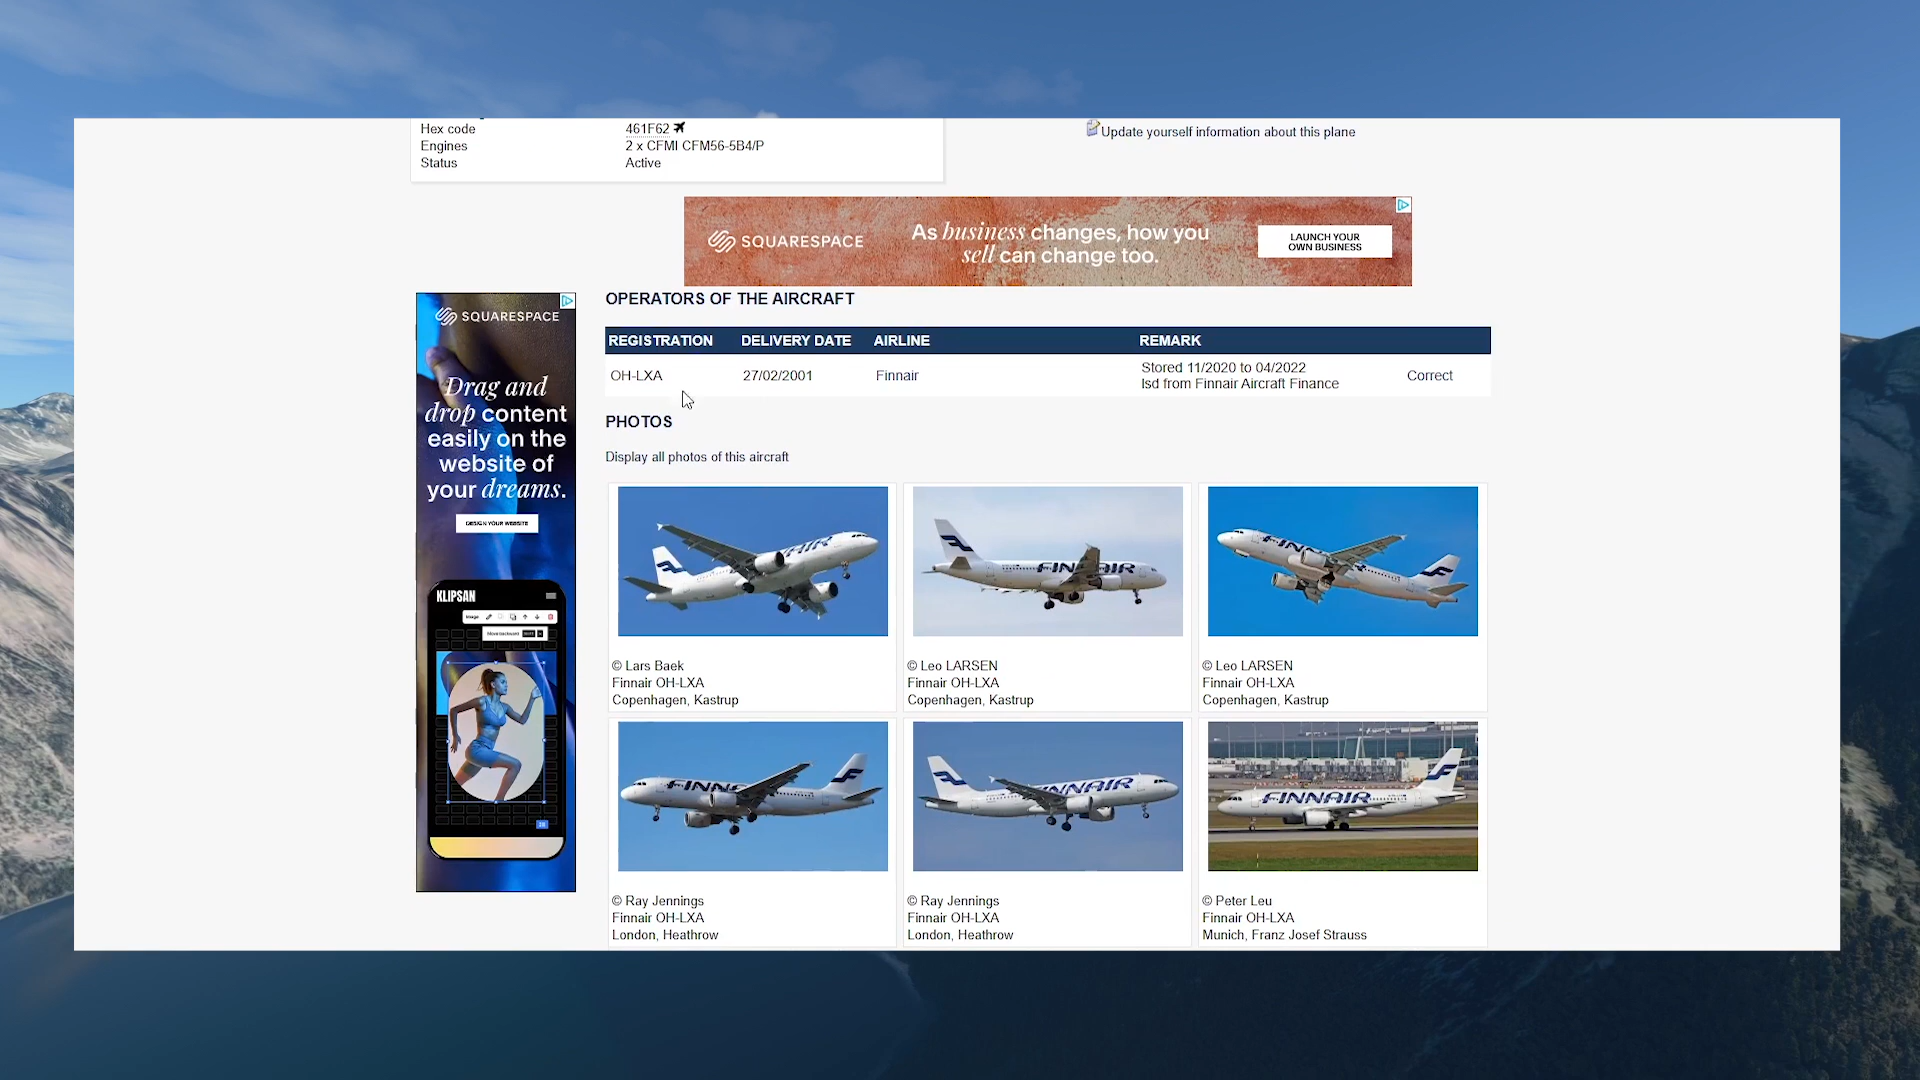 Hex code 461F62
Engines 2 x CFMI CFM56-5B4/P
Status Active
Update yourself information about this plane
SQUARESPACE
As business changes, how you
sell can change too.
LAUNCH YOUR
OWN BUSINESS
SQUARESPACE
Drag and
drop content
easily on the
website of
your dreams.
DESIGN YOUR WEBSITE
KLIPSAN
Image
Move Backward
OPERATORS OF THE AIRCRAFT
REGISTRATION DELIVERY DATE AIRLINE REMARK
OH-LXA 27/02/2001 Finnair Stored 11/2020 to 04/2022
lsd from Finnair Aircraft Finance Correct
PHOTOS
Display all photos of this aircraft
FINNAIR
© Lars Baek
Finnair OH-LXA
Copenhagen, Kastrup
© Leo LARSEN
Finnair OH-LXA
Copenhagen, Kastrup
© Leo LARSEN
Finnair OH-LXA
Copenhagen, Kastrup
FINNAIR
FINNAIR
© Ray Jennings
Finnair OH-LXA
London, Heathrow
© Ray Jennings
Finnair OH-LXA
London, Heathrow
© Peter Leu
Finnair OH-LXA
Munich, Franz Josef Strauss